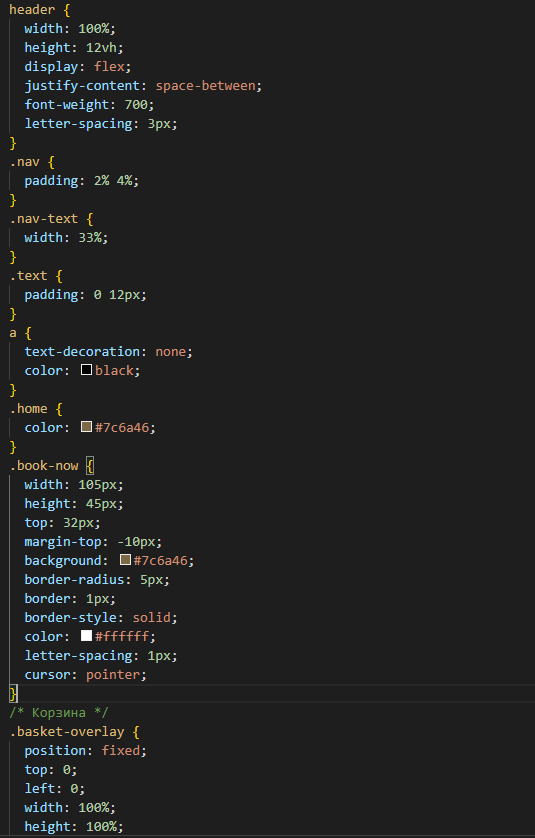 header {
  width: 100%;
  height: 12vh;
  display: flex;
  justify-content: space-between;
  font-weight: 700;
  letter-spacing: 3px;
}
.nav {
  padding: 2% 4%;
}
.nav-text {
  width: 33%;
}
.text {
  padding: 0 12px;
}
a {
  text-decoration: none;
  color: black;
}
.home {
  color: #7c6a46;
}
.book-now {
  width: 105px;
  height: 45px;
  top: 32px;
  margin-top: -10px;
  background: #7c6a46;
  border-radius: 5px;
  border: 1px;
  border-style: solid;
  color: #ffffff;
  letter-spacing: 1px;
  cursor: pointer;
}
/* Корзина */
.basket-overlay {
  position: fixed;
  top: 0;
  left: 0;
  width: 100%;
  height: 100%;